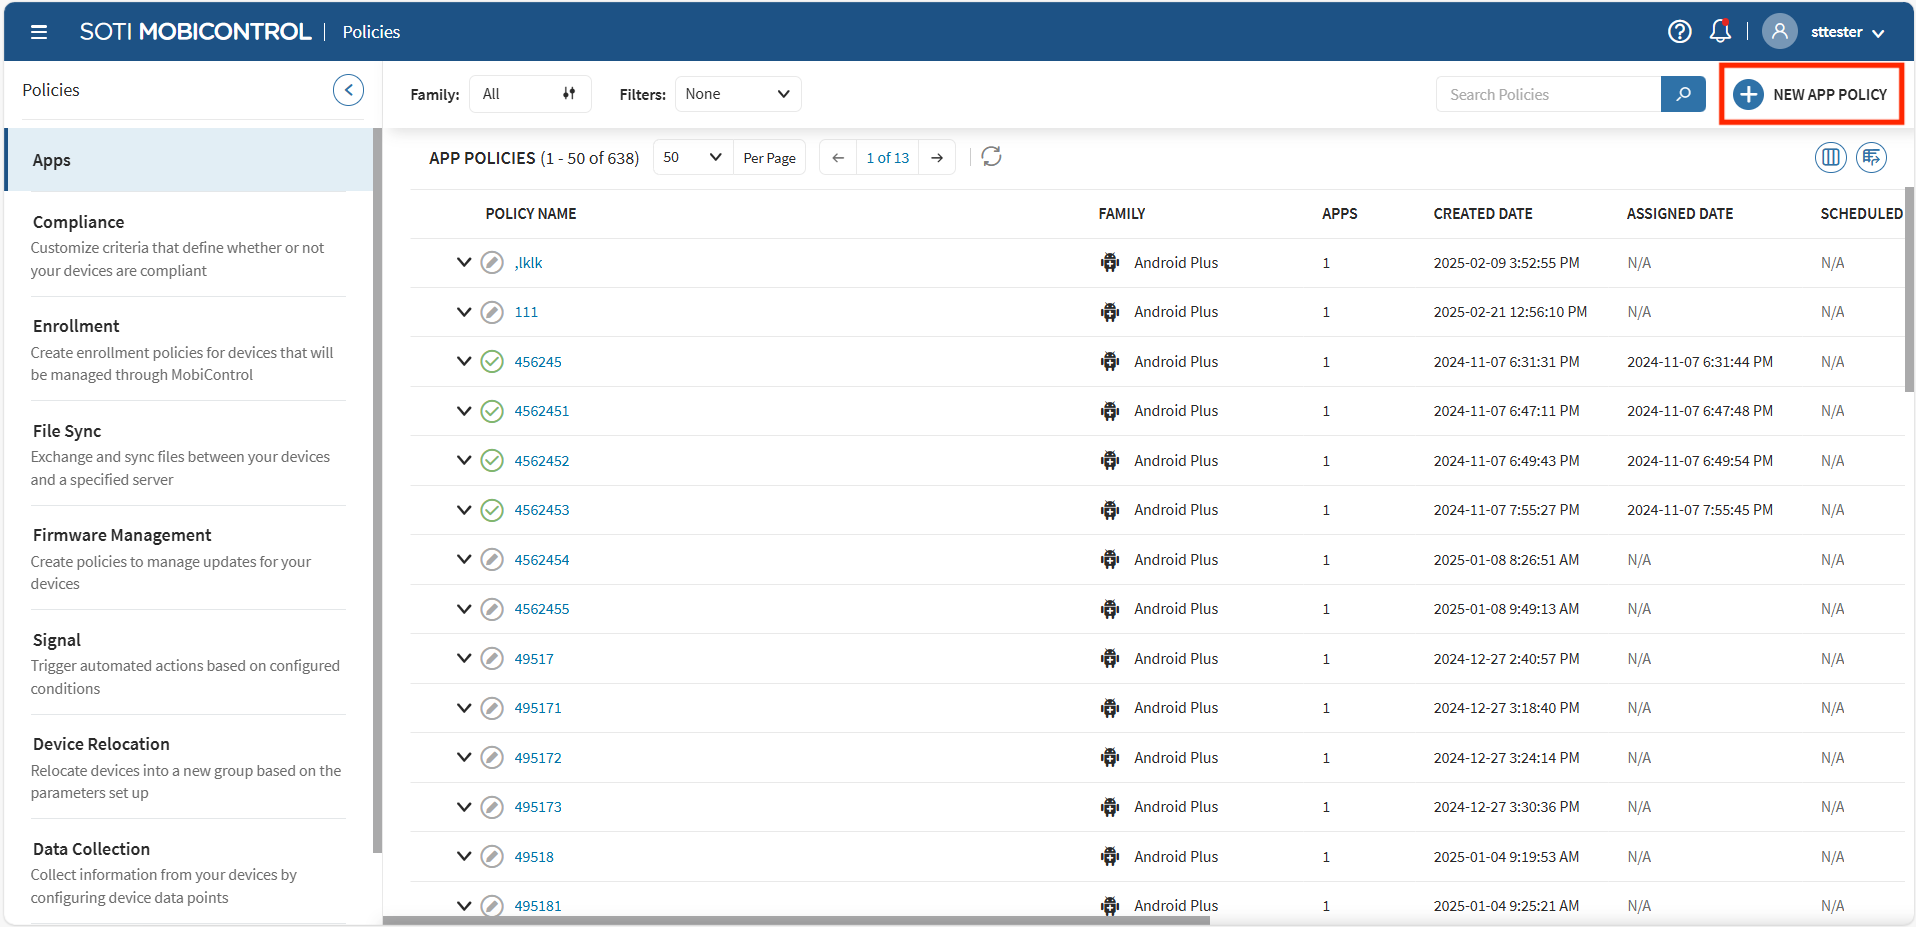 SOTI MOBICONTROL | Policies
sttester
Policies
Family: All
Filters: None
Search Policies
NEW APP POLICY
Apps
Compliance
Customize criteria that define whether or not
your devices are compliant
Enrollment
Create enrollment policies for devices that will
be managed through MobiControl
File Sync
Exchange and sync files between your devices
and a specified server
Firmware Management
Create policies to manage updates for your
devices
Signal
Trigger automated actions based on configured
conditions
Device Relocation
Relocate devices into a new group based on the
parameters set up
Data Collection
Collect information from your devices by
configuring device data points
APP POLICIES (1 - 50 of 638) 50 Per Page 1 of 13
POLICY NAME FAMILY APPS CREATED DATE ASSIGNED DATE SCHEDULED
,lklk Android Plus 1 2025-02-09 3:52:55 PM N/A N/A
111 Android Plus 1 2025-02-21 12:56:10 PM N/A N/A
456245 Android Plus 1 2024-11-07 6:31:31 PM 2024-11-07 6:31:44 PM N/A
4562451 Android Plus 1 2024-11-07 6:47:11 PM 2024-11-07 6:47:48 PM N/A
4562452 Android Plus 1 2024-11-07 6:49:43 PM 2024-11-07 6:49:54 PM N/A
4562453 Android Plus 1 2024-11-07 7:55:27 PM 2024-11-07 7:55:45 PM N/A
4562454 Android Plus 1 2025-01-08 8:26:51 AM N/A N/A
4562455 Android Plus 1 2025-01-08 9:49:13 AM N/A N/A
49517 Android Plus 1 2024-12-27 2:40:57 PM N/A N/A
495171 Android Plus 1 2024-12-27 3:18:40 PM N/A N/A
495172 Android Plus 1 2024-12-27 3:24:14 PM N/A N/A
495173 Android Plus 1 2024-12-27 3:30:36 PM N/A N/A
49518 Android Plus 1 2025-01-04 9:19:53 AM N/A N/A
495181 Android Plus 1 2025-01-04 9:25:21 AM N/A N/A